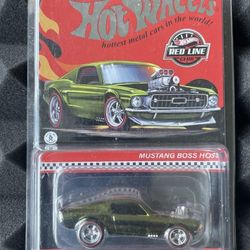 Hot Wheels
hottest metal cars in the world!
RED LINE
CLUB
MUSTANG BOSS HOSS